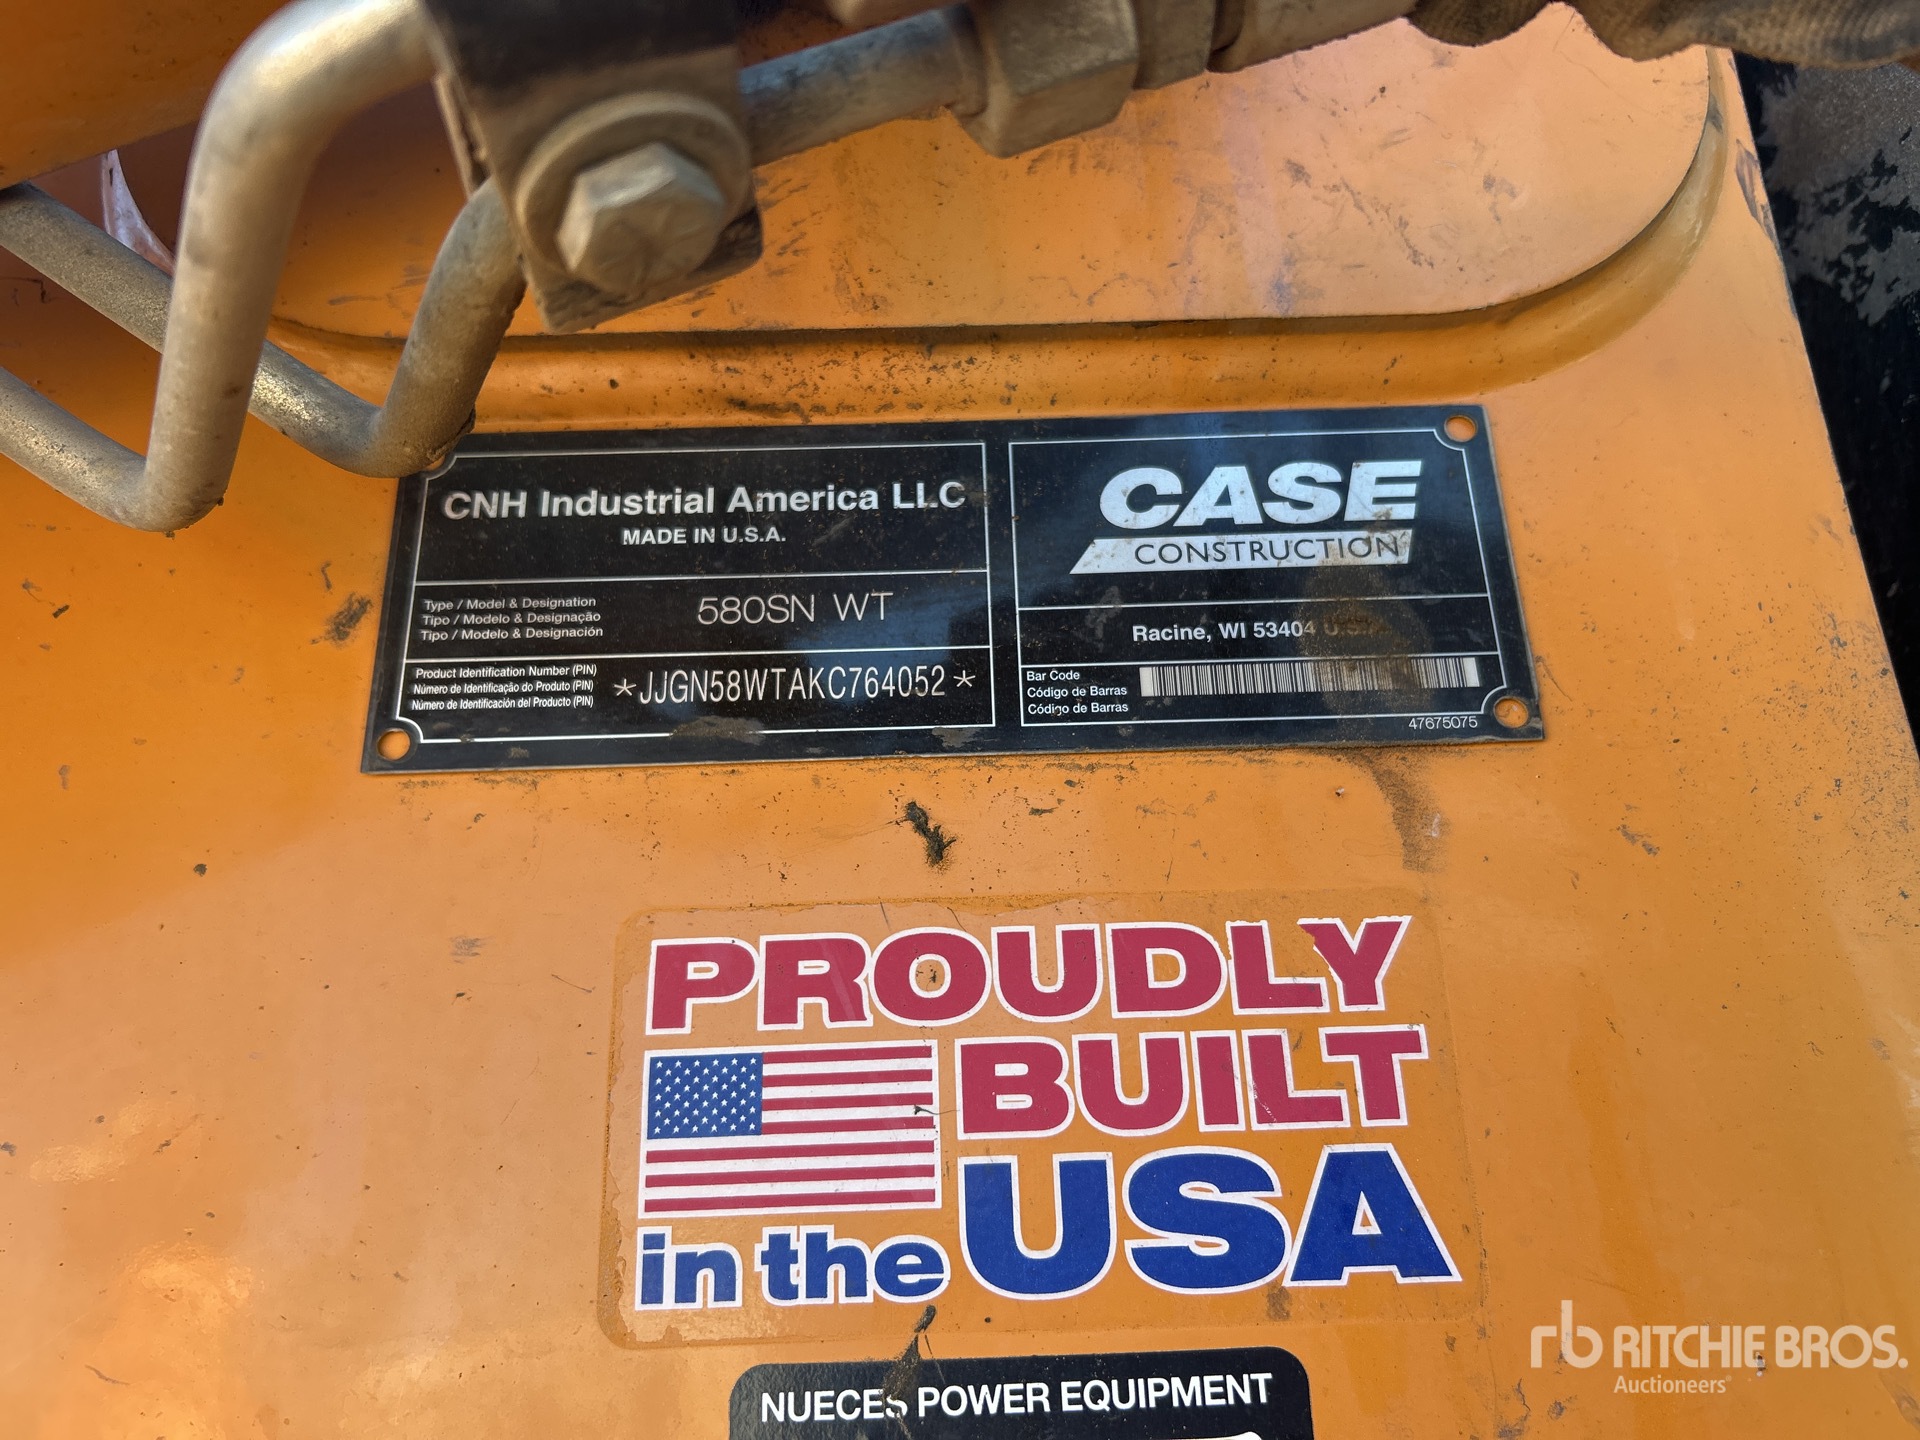 CNH Industrial America LLC
MADE IN U.S.A.
Type / Model & Designation
Tipo / Modelo & Designação
Tipo / Modelo & Designación
580SN WT
Product Identification Number (PIN)
Número de Identificação do Produto (PIN)
Número de Identificación del Producto (PIN)
*JJGN58WTAKC764052*
CASE
CONSTRUCTION
Racine, WI 53404 U.S.A.
Bar Code
Código de Barras
Código de Barras
47675075
PROUDLY
BUILT
in the USA
NUECES POWER EQUIPMENT
rb RITCHIE BROS.
Auctioneers